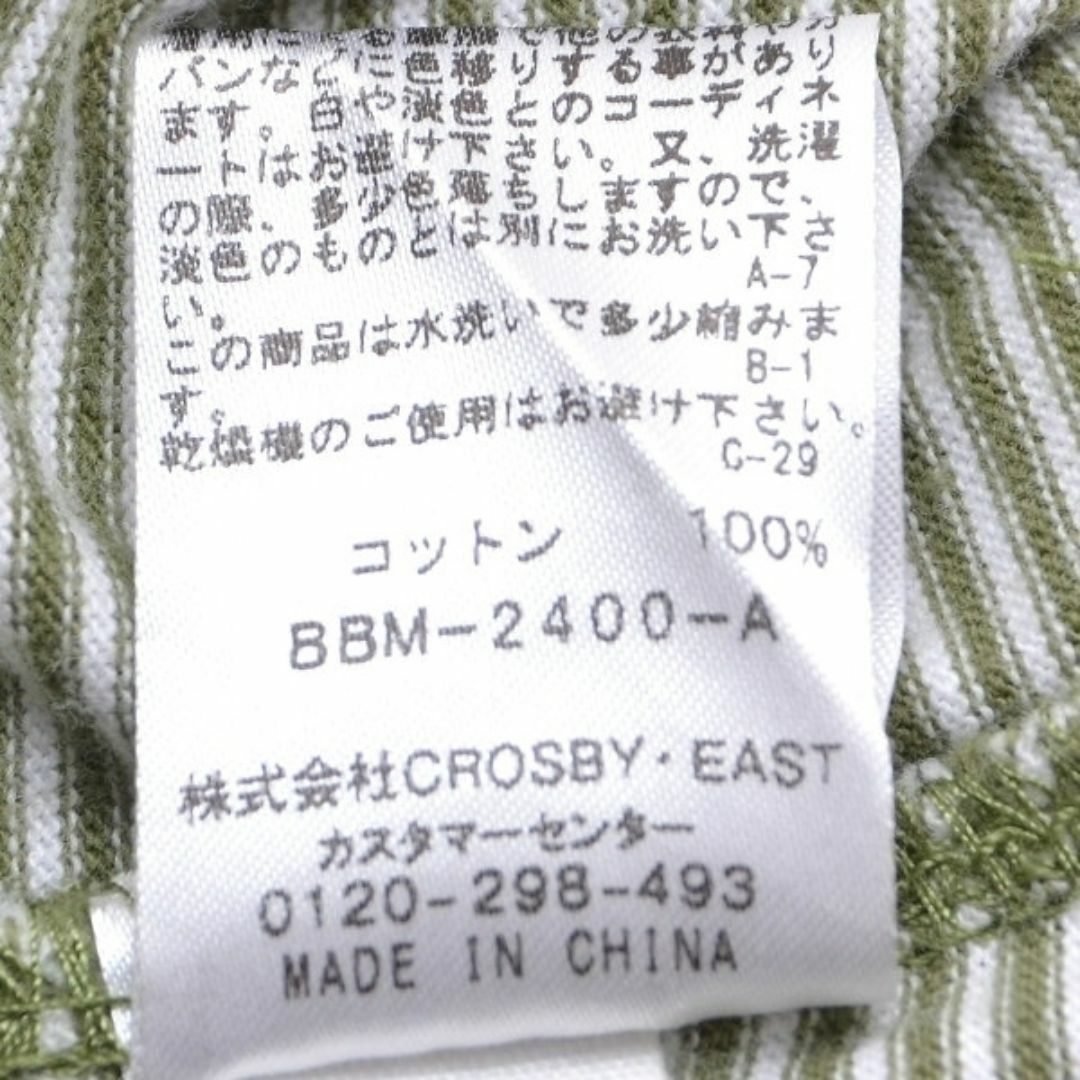 バンなどに色移りする事があり
ます。白や淡色とのコーディネ
ートはお避け下さい。又、洗濯
の際、多少色落ちしますので、
淡色のものとは別にお洗い下さ
い。
A-7
この商品は水洗いで多少縮みま
す。
B-1
乾燥機のご使用はお避け下さい。
C-29
コットン 100%
BBM-2400-A
株式会社CROSBY・EAST
カスタマーセンター
0120-298-493
MADE IN CHINA